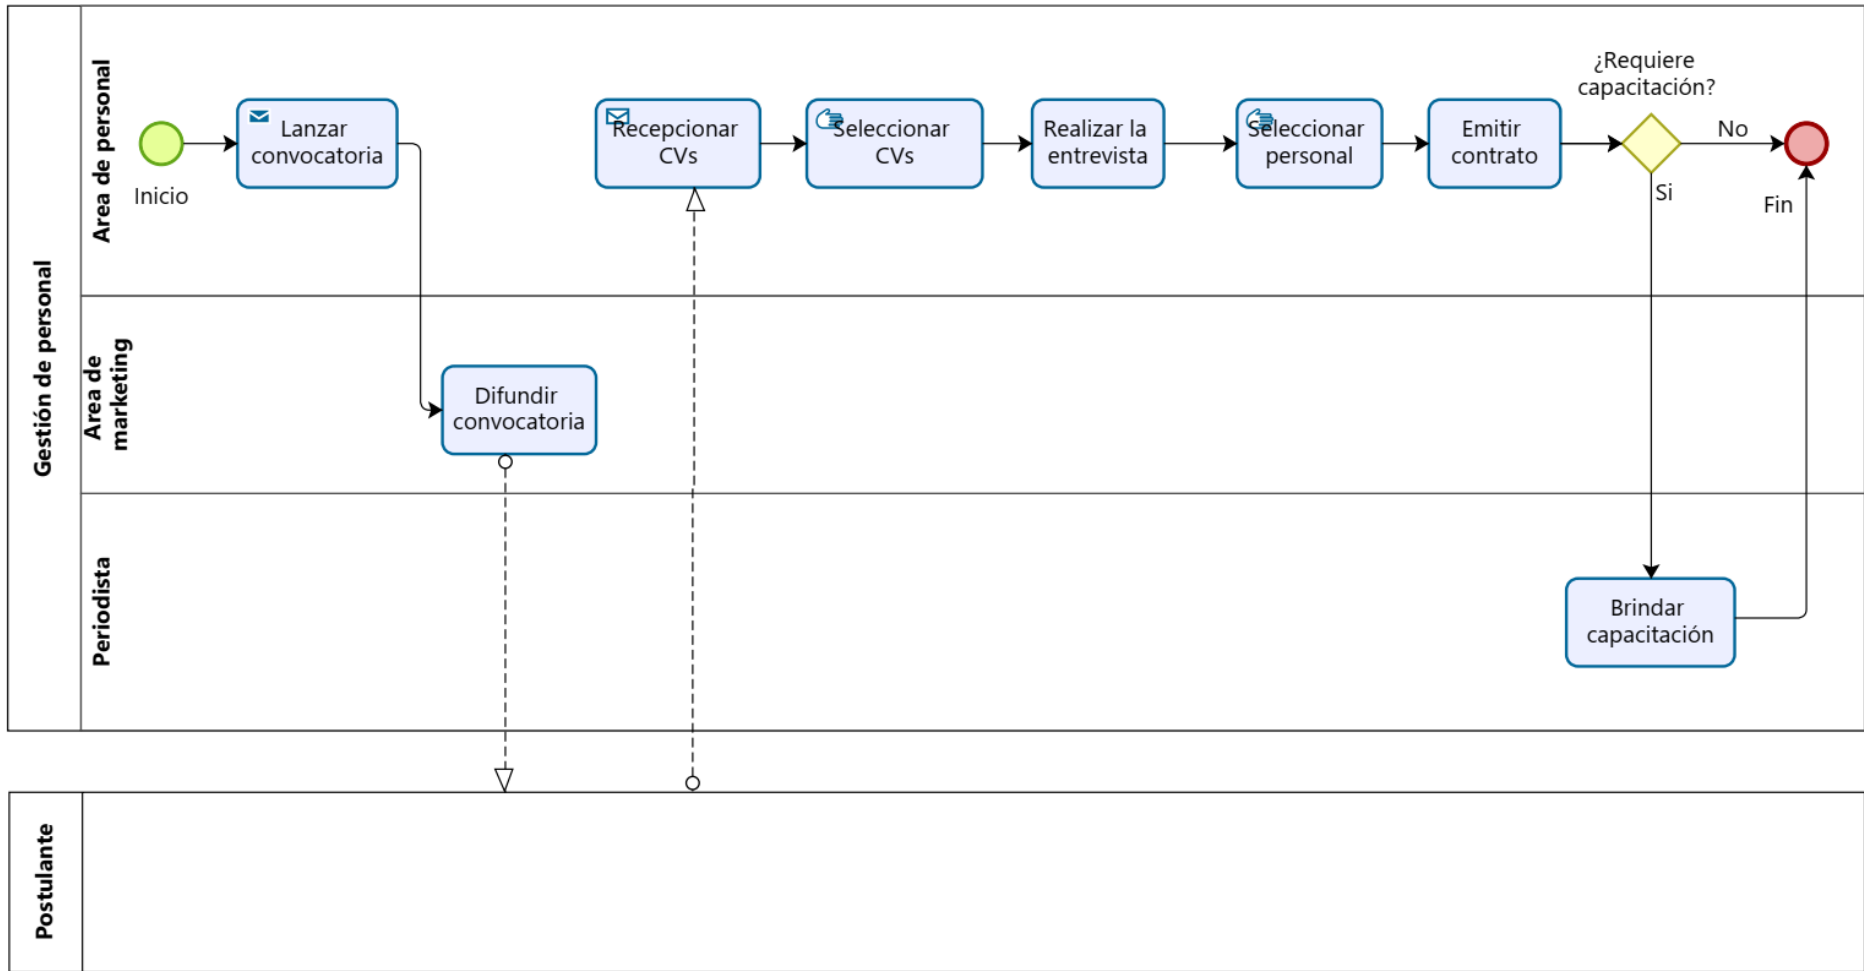 Gestión de personal
Area de personal
Inicio
Lanzar
convocatoria
Recepcionar
CVs
Seleccionar
CVs
Realizar la
entrevista
Seleccionar
personal
Emitir
contrato
¿Requiere
capacitación?
No
Si
Fin
Area de
marketing
Difundir
convocatoria
Periodista
Brindar
capacitación
Postulante